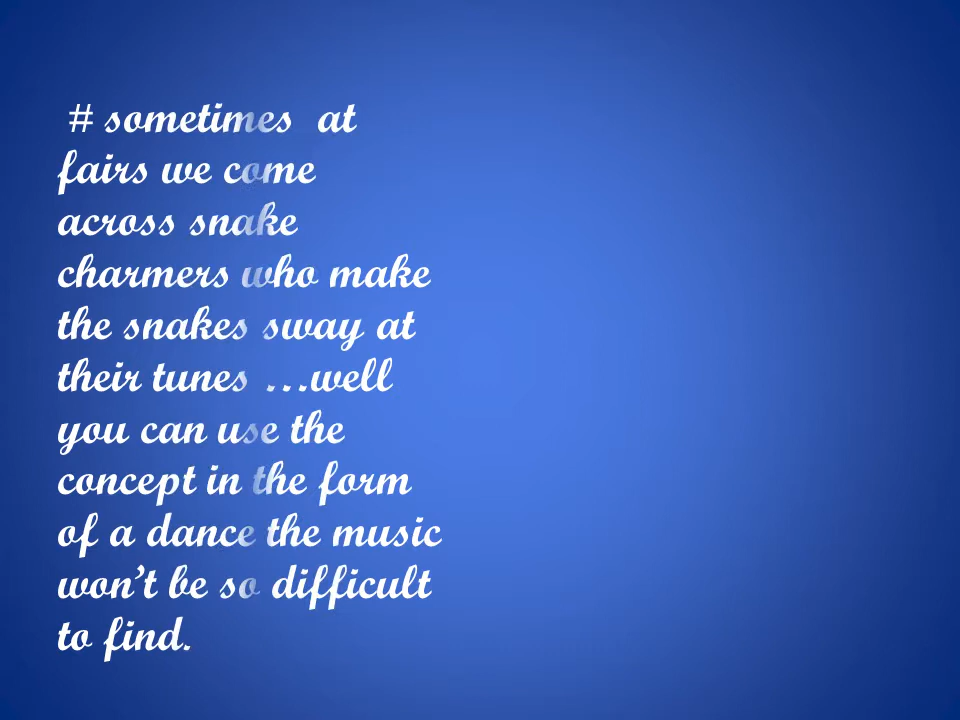 # sometimes at
fairs we come
across snake
charmers who make
the snakes sway at
their tunes …well
you can use the
concept in the form
of a dance the music
won’t be so difficult
to find.